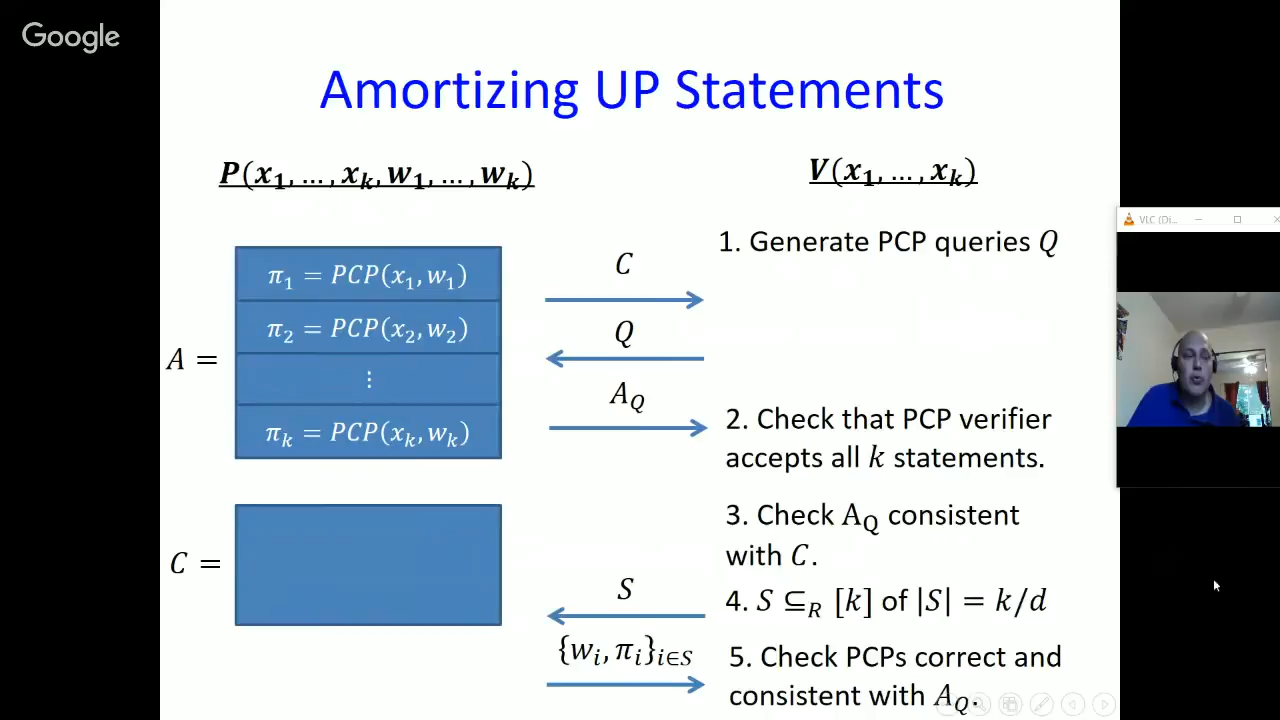 Google
Amortizing UP Statements
P(x₁, …, xₖ, w₁, …, wₖ)
V(x₁, …, xₖ)
VLC (Di...
1. Generate PCP queries Q
C
π₁ = PCP(x₁, w₁)
Q
π₂ = PCP(x₂, w₂)
A =
⋮
A_Q
2. Check that PCP verifier
accepts all k statements.
πₖ = PCP(xₖ, wₖ)
3. Check A_Q consistent
with C.
C =
S
4. S ⊆_R [k] of |S| = k/d
{wᵢ, πᵢ}_{i∈S}
5. Check PCPs correct and
consistent with A_Q.